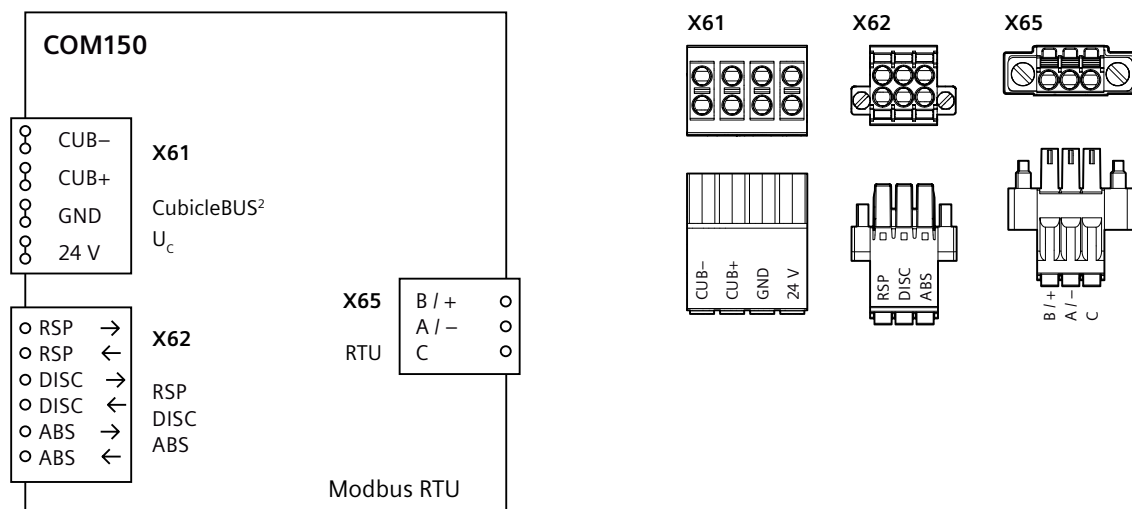 COM150
CUB–
CUB+
GND
24 V
X61
CubicleBUS²
U_C
RSP →
RSP ←
DISC →
DISC ←
ABS →
ABS ←
X62
RSP
DISC
ABS
X65
RTU
B / +
A / –
C
Modbus RTU
X61
X62
X65
CUB–
CUB+
GND
24 V
RSP
DISC
ABS
B / +
A / –
C